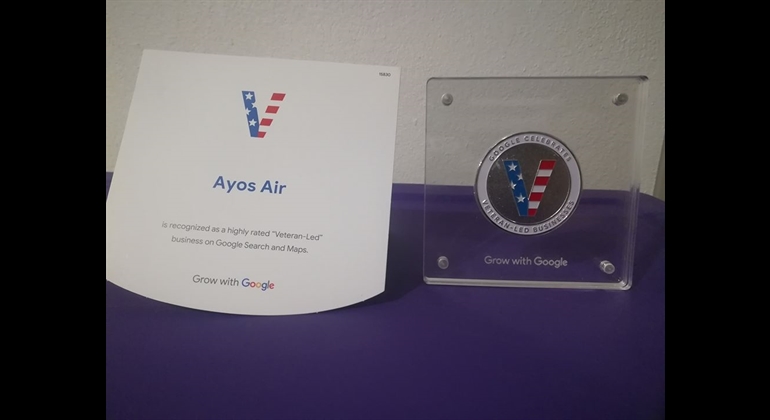 V
Ayos Air
is recognized as a highly rated "Veteran-Led"
business on Google Search and Maps.
Grow with Google
GOOGLE CELEBRATES
V
VETERAN-LED BUSINESSES
Grow with Google